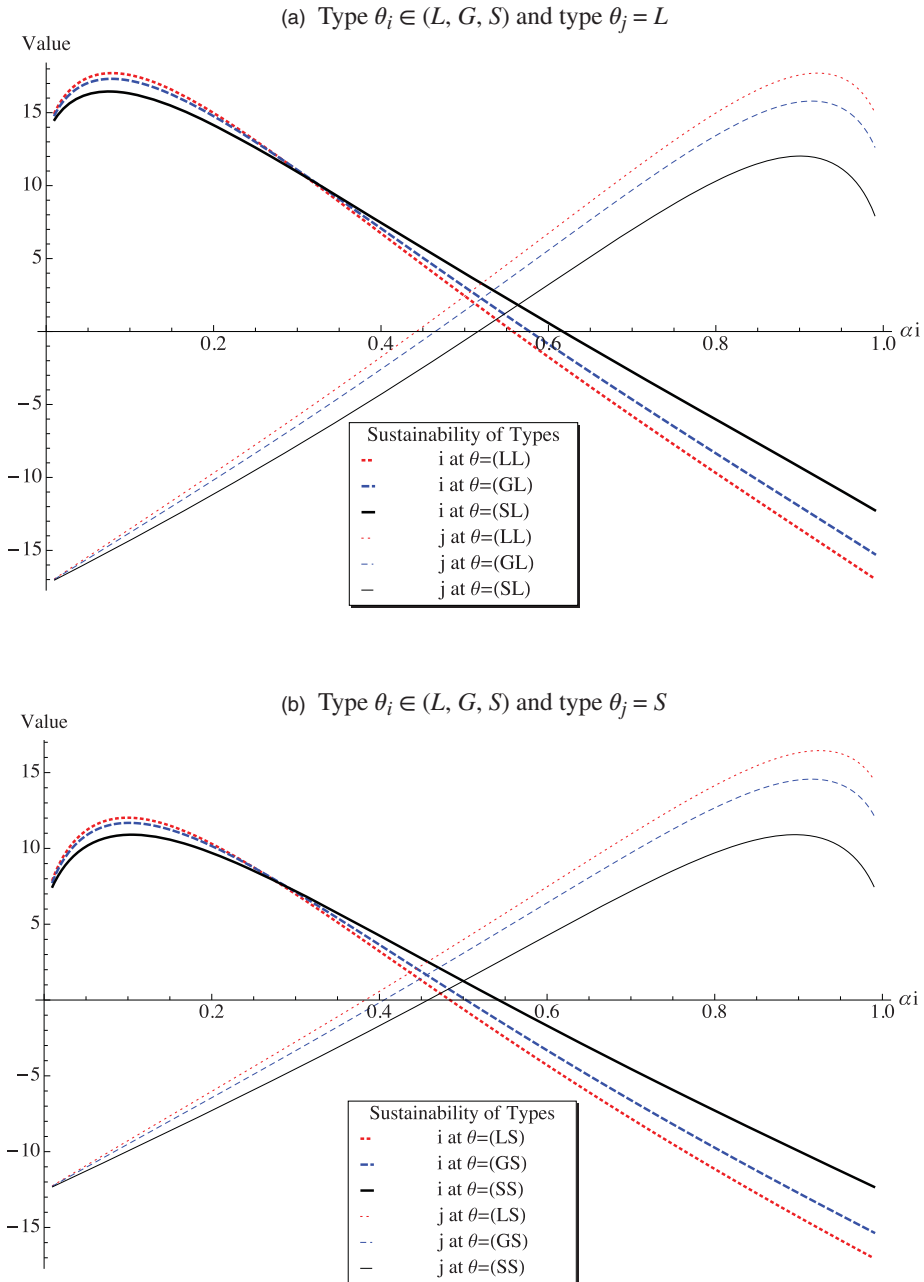 (a) Type θi ∈ (L, G, S) and type θj = L
Value
15
10
5
−5
−10
−15
0.2
0.4
0.6
0.8
1.0
αi
Sustainability of Types
i at θ=(LL)
i at θ=(GL)
i at θ=(SL)
j at θ=(LL)
j at θ=(GL)
j at θ=(SL)
(b) Type θi ∈ (L, G, S) and type θj = S
Value
15
10
5
−5
−10
−15
0.2
0.4
0.6
0.8
1.0
αi
Sustainability of Types
i at θ=(LS)
i at θ=(GS)
i at θ=(SS)
j at θ=(LS)
j at θ=(GS)
j at θ=(SS)